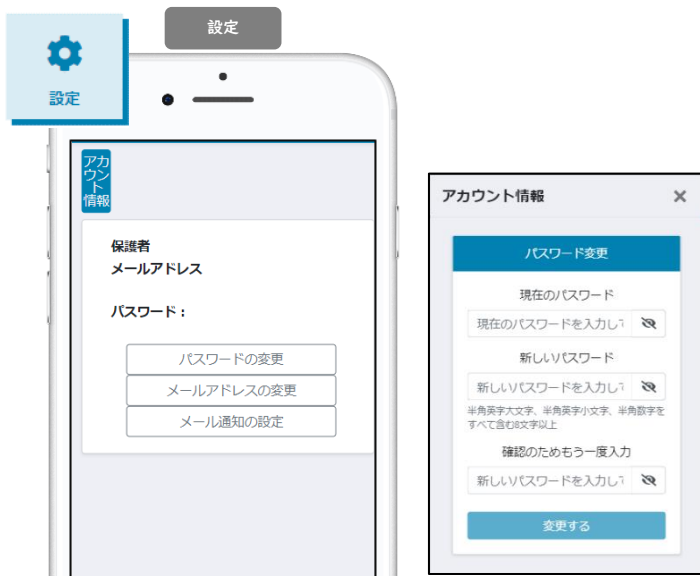 設定
設定
アカ
ウン
ト
情報
保護者
メールアドレス
パスワード：
パスワードの変更
メールアドレスの変更
メール通知の設定
アカウント情報
×
パスワード変更
現在のパスワード
現在のパスワードを入力して
新しいパスワード
新しいパスワードを入力して
半角英字大文字、半角英字小文字、半角数字を
すべて含む8文字以上
確認のためもう一度入力
新しいパスワードを入力して
変更する